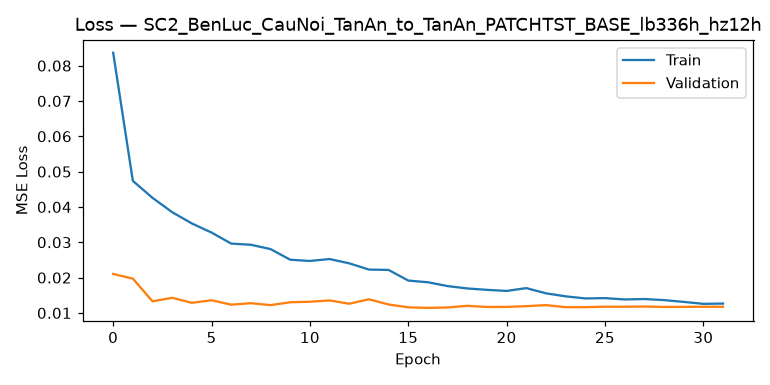 Loss — SC2_BenLuc_CauNoi_TanAn_to_TanAn_PATCHTST_BASE_lb336h_hz12h
Train
Validation
MSE Loss
0.08
0.07
0.06
0.05
0.04
0.03
0.02
0.01
0 5 10 15 20 25 30
Epoch